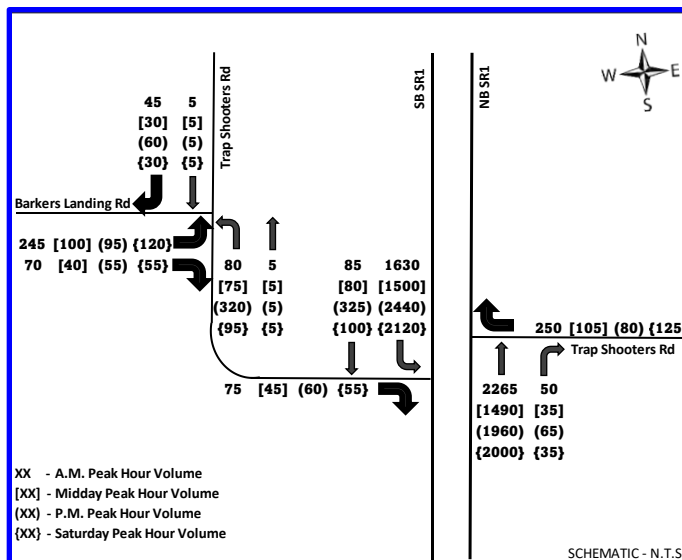 N
W E
S
SB SR1
NB SR1
Trap Shooters Rd
45 5
[30] [5]
(60) (5)
{30} {5}
Barkers Landing Rd
245 [100] (95) {120}
70 [40] (55) {55}
80 5
[75] [5]
(320) (5)
{95} {5}
85 1630
[80] [1500]
(325) (2440)
{100} {2120}
250 [105] (80) {125
Trap Shooters Rd
75 [45] (60) {55}
2265 50
[1490] [35]
(1960) (65)
{2000} {35}
XX - A.M. Peak Hour Volume
[XX] - Midday Peak Hour Volume
(XX) - P.M. Peak Hour Volume
{XX} - Saturday Peak Hour Volume
SCHEMATIC - N.T.S